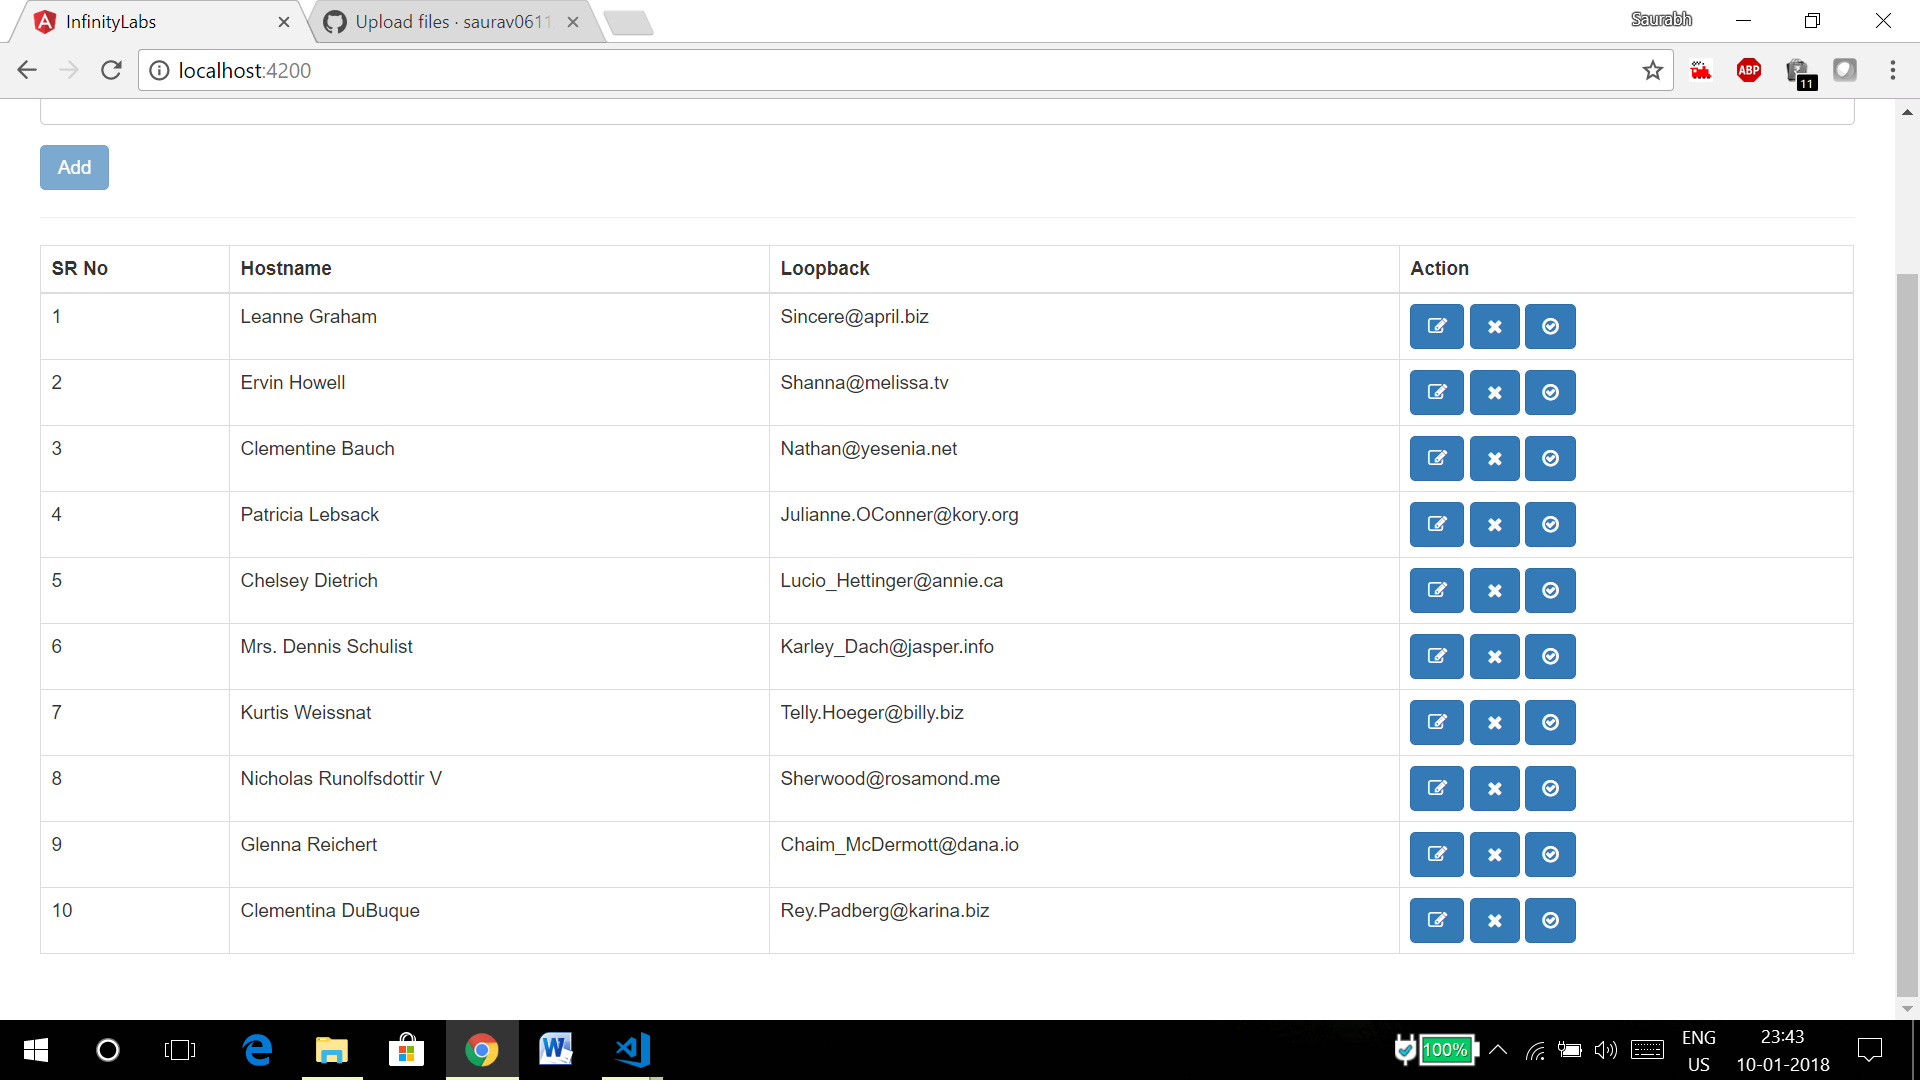 InfinityLabs
Upload files · saurav0611
Saurabh
localhost:4200
ABP
11
Add
SR No Hostname Loopback Action
1 Leanne Graham Sincere@april.biz
2 Ervin Howell Shanna@melissa.tv
3 Clementine Bauch Nathan@yesenia.net
4 Patricia Lebsack Julianne.OConner@kory.org
5 Chelsey Dietrich Lucio_Hettinger@annie.ca
6 Mrs. Dennis Schulist Karley_Dach@jasper.info
7 Kurtis Weissnat Telly.Hoeger@billy.biz
8 Nicholas Runolfsdottir V Sherwood@rosamond.me
9 Glenna Reichert Chaim_McDermott@dana.io
10 Clementina DuBuque Rey.Padberg@karina.biz
100%
ENG
US
23:43
10-01-2018